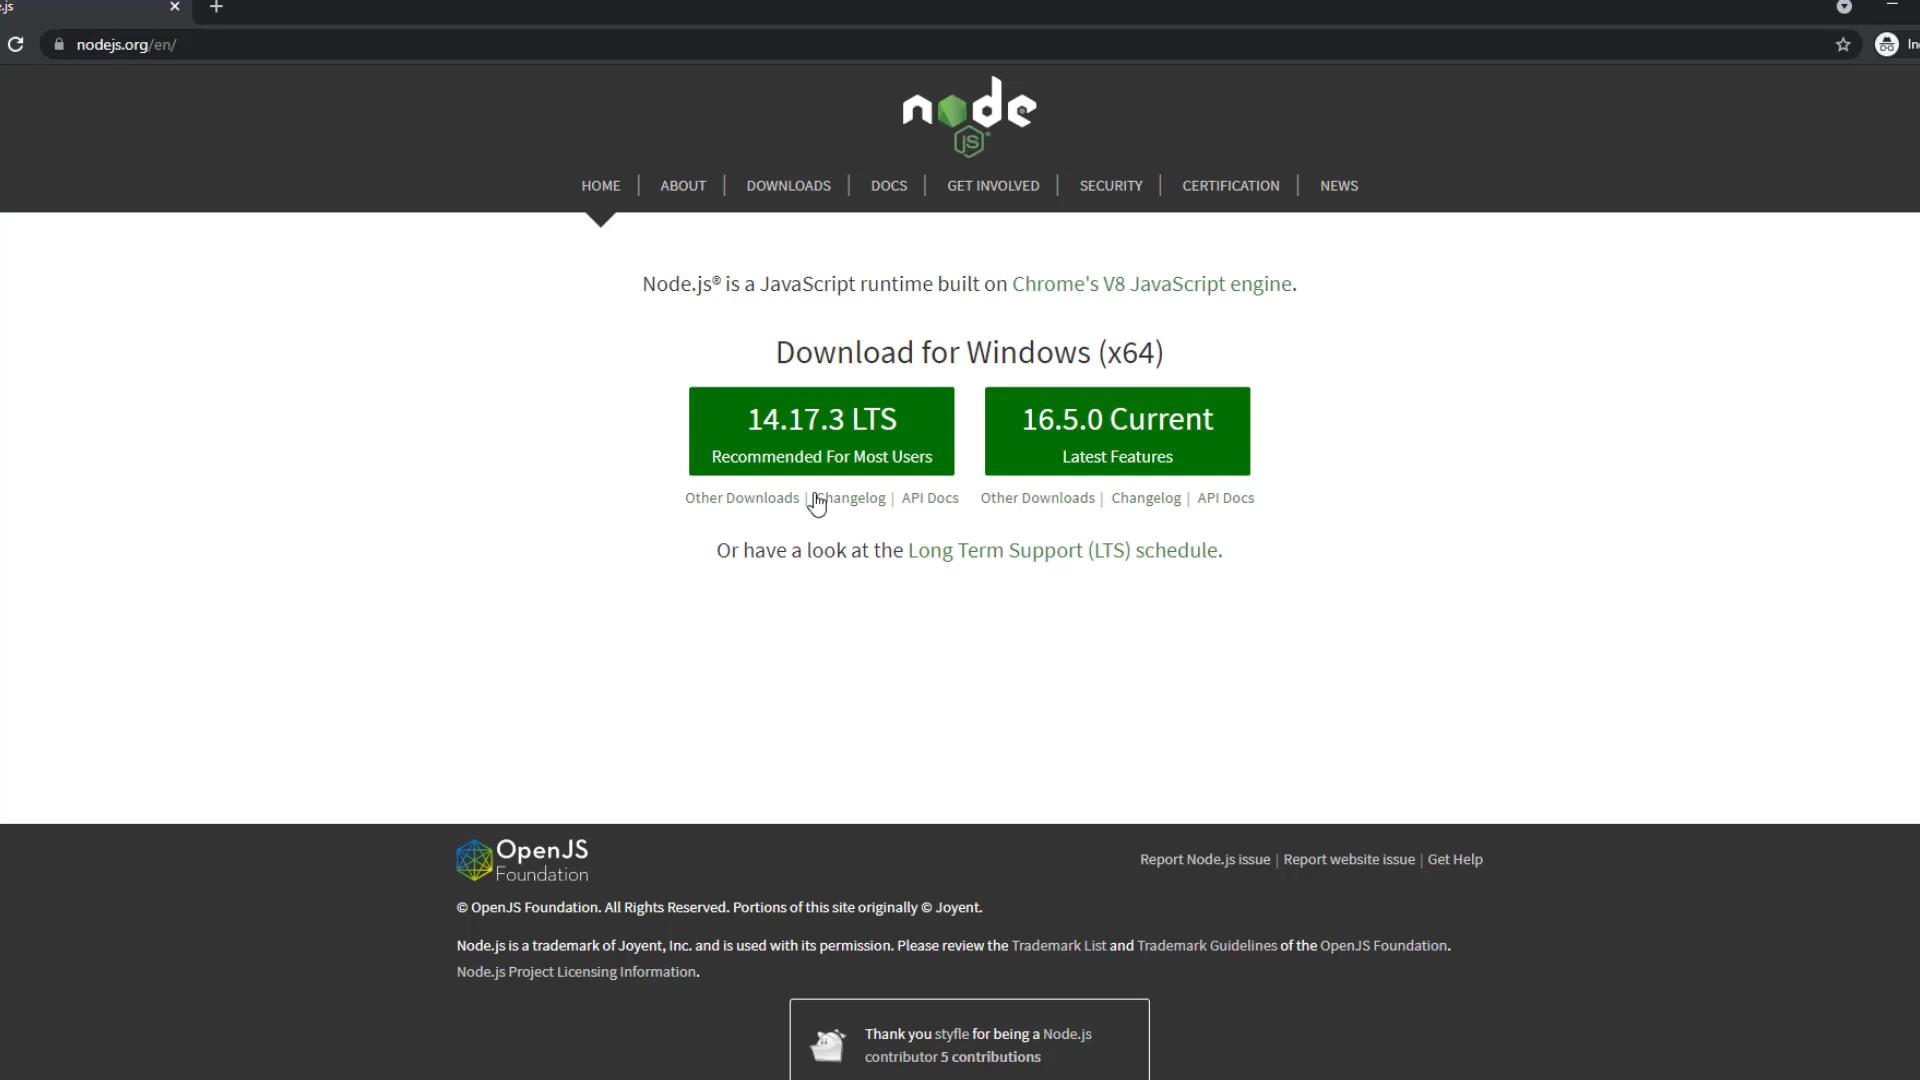 .js
nodejs.org/en/
node
JS
HOME | ABOUT | DOWNLOADS | DOCS | GET INVOLVED | SECURITY | CERTIFICATION | NEWS
Node.js® is a JavaScript runtime built on Chrome's V8 JavaScript engine.
Download for Windows (x64)
14.17.3 LTS
Recommended For Most Users
16.5.0 Current
Latest Features
Other Downloads | Changelog | API Docs
Other Downloads | Changelog | API Docs
Or have a look at the Long Term Support (LTS) schedule.
OpenJS
Foundation
Report Node.js issue | Report website issue | Get Help
© OpenJS Foundation. All Rights Reserved. Portions of this site originally © Joyent.
Node.js is a trademark of Joyent, Inc. and is used with its permission. Please review the Trademark List and Trademark Guidelines of the OpenJS Foundation.
Node.js Project Licensing Information.
Thank you styfle for being a Node.js
contributor 5 contributions